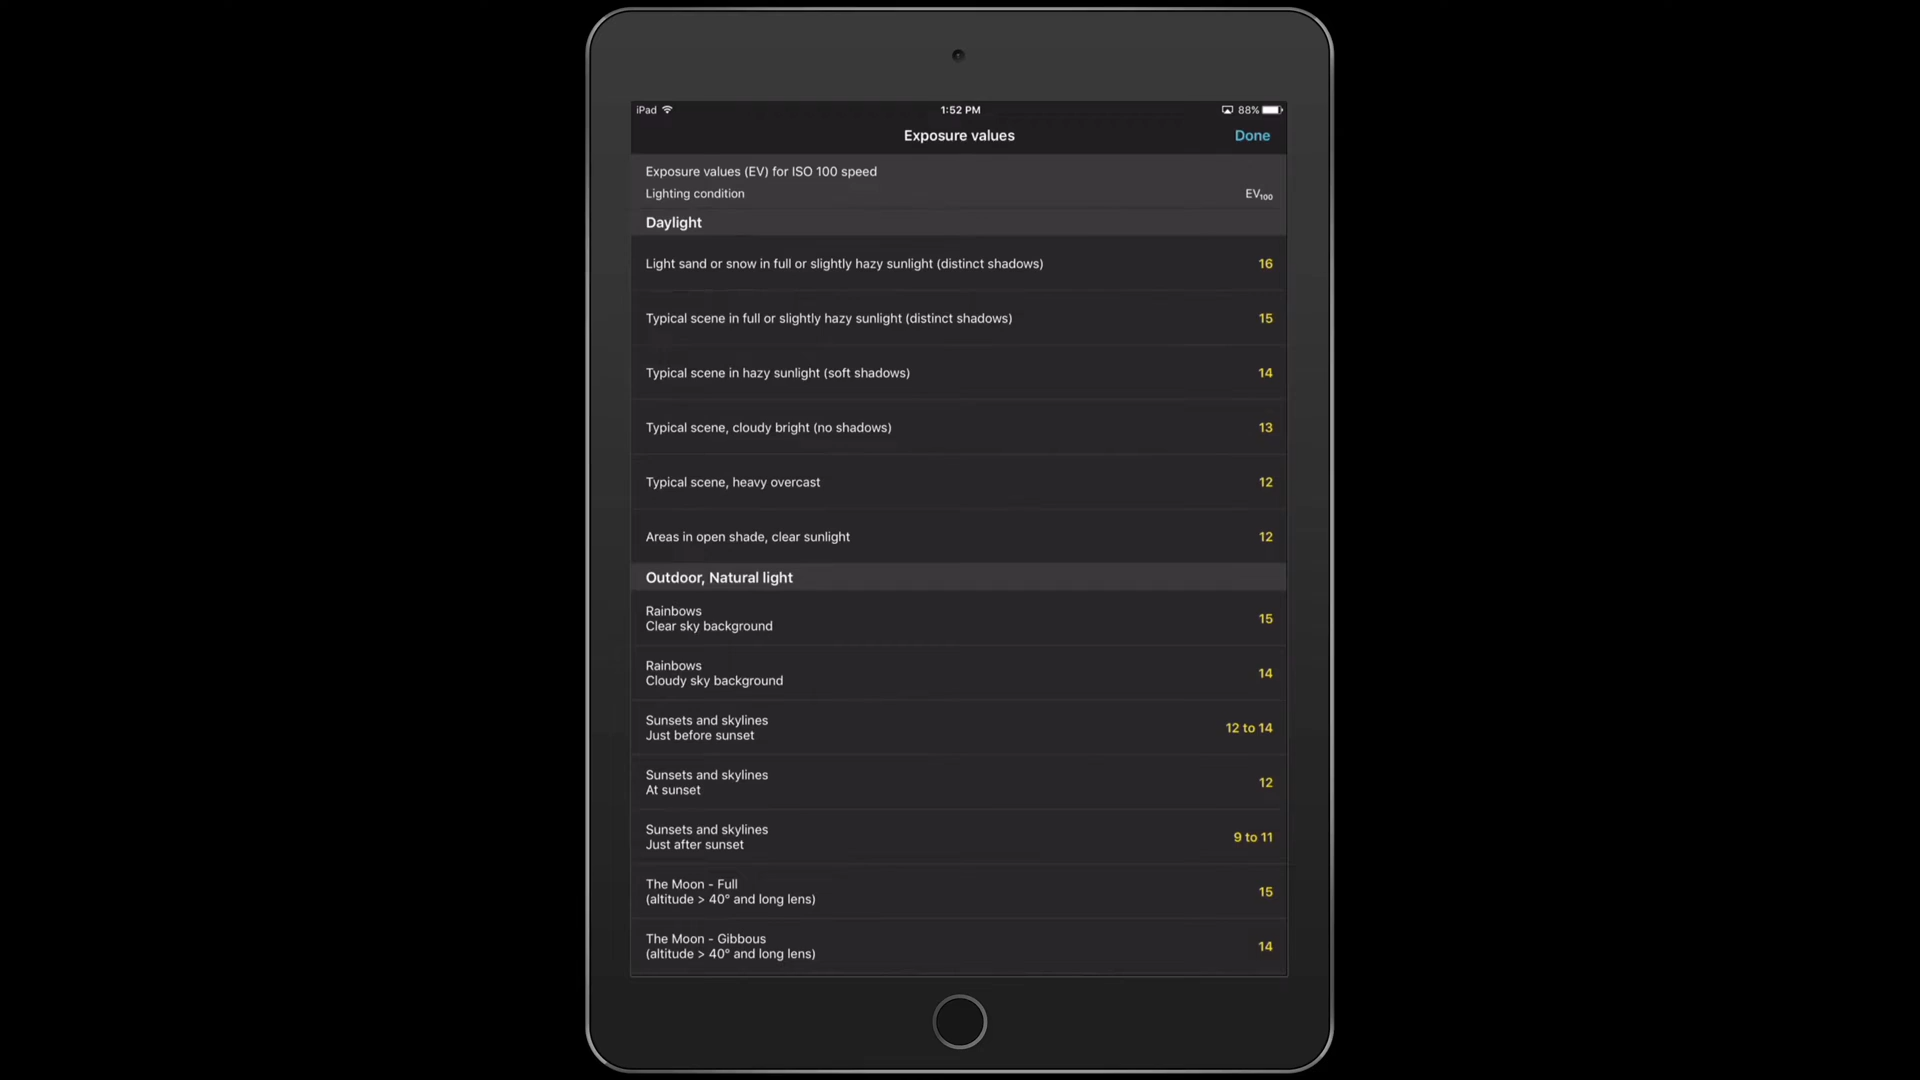 iPad 1:52 PM 88%
Exposure values Done
Exposure values (EV) for ISO 100 speed
Lighting condition EV₁₀₀
Daylight
Light sand or snow in full or slightly hazy sunlight (distinct shadows) 16
Typical scene in full or slightly hazy sunlight (distinct shadows) 15
Typical scene in hazy sunlight (soft shadows) 14
Typical scene, cloudy bright (no shadows) 13
Typical scene, heavy overcast 12
Areas in open shade, clear sunlight 12
Outdoor, Natural light
Rainbows
Clear sky background 15
Rainbows
Cloudy sky background 14
Sunsets and skylines
Just before sunset 12 to 14
Sunsets and skylines
At sunset 12
Sunsets and skylines
Just after sunset 9 to 11
The Moon - Full
(altitude > 40° and long lens) 15
The Moon - Gibbous
(altitude > 40° and long lens) 14